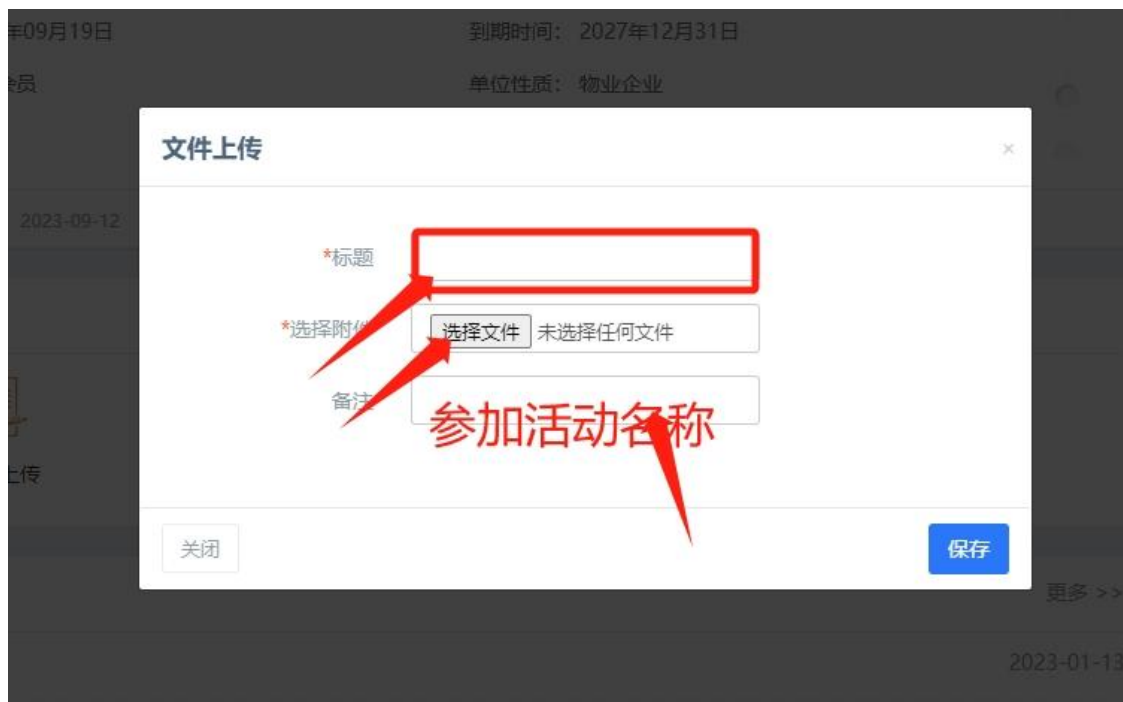 年09月19日 到期时间： 2027年12月31日
会员 单位性质： 物业企业
文件上传 ×
2023-09-12
*标题
*选择附件 选择文件 未选择任何文件
备注 参加活动名称
上传
关闭 保存
更多 >>
2023-01-13